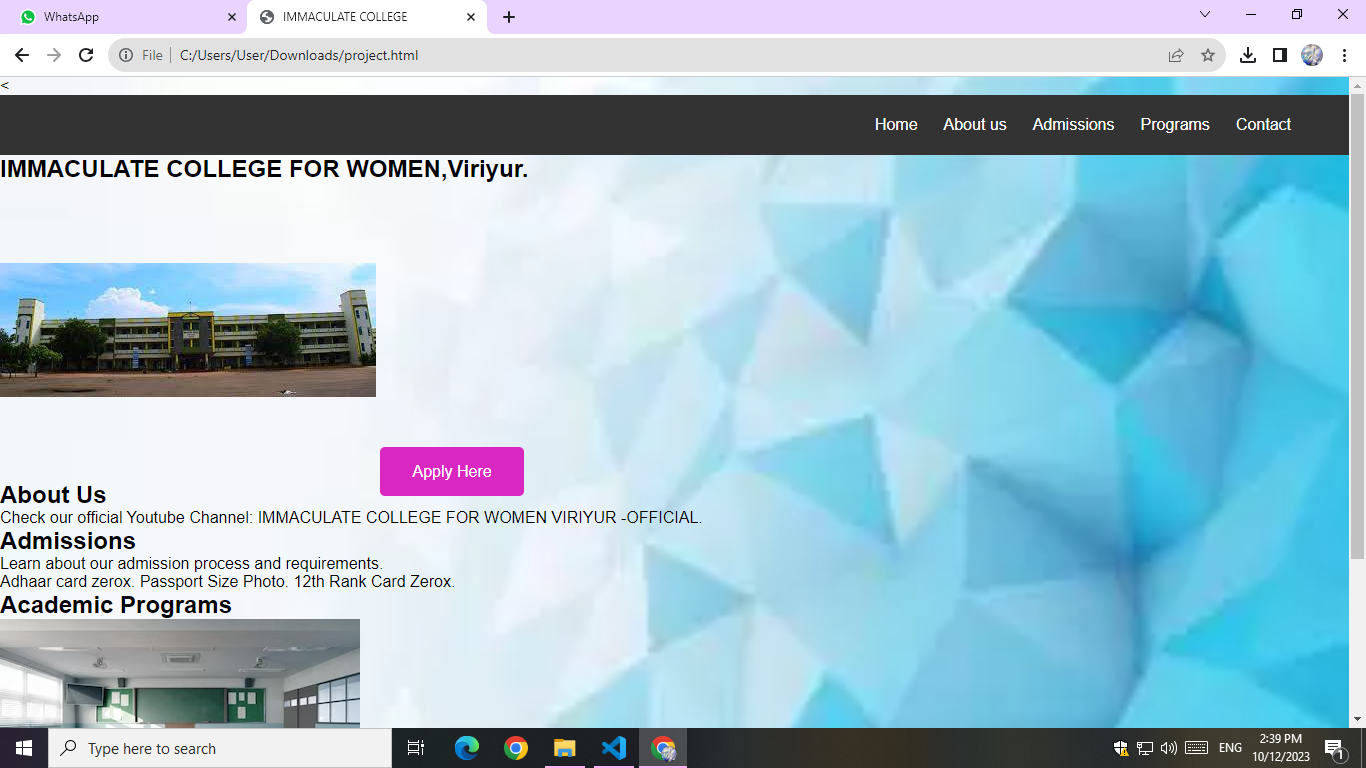 WhatsApp
IMMACULATE COLLEGE
File
C:/Users/User/Downloads/project.html
<
Home About us Admissions Programs Contact
IMMACULATE COLLEGE FOR WOMEN,Viriyur.
Apply Here
About Us
Check our official Youtube Channel: IMMACULATE COLLEGE FOR WOMEN VIRIYUR -OFFICIAL.
Admissions
Learn about our admission process and requirements.
Adhaar card zerox. Passport Size Photo. 12th Rank Card Zerox.
Academic Programs
Type here to search
ENG
2:39 PM
10/12/2023
1